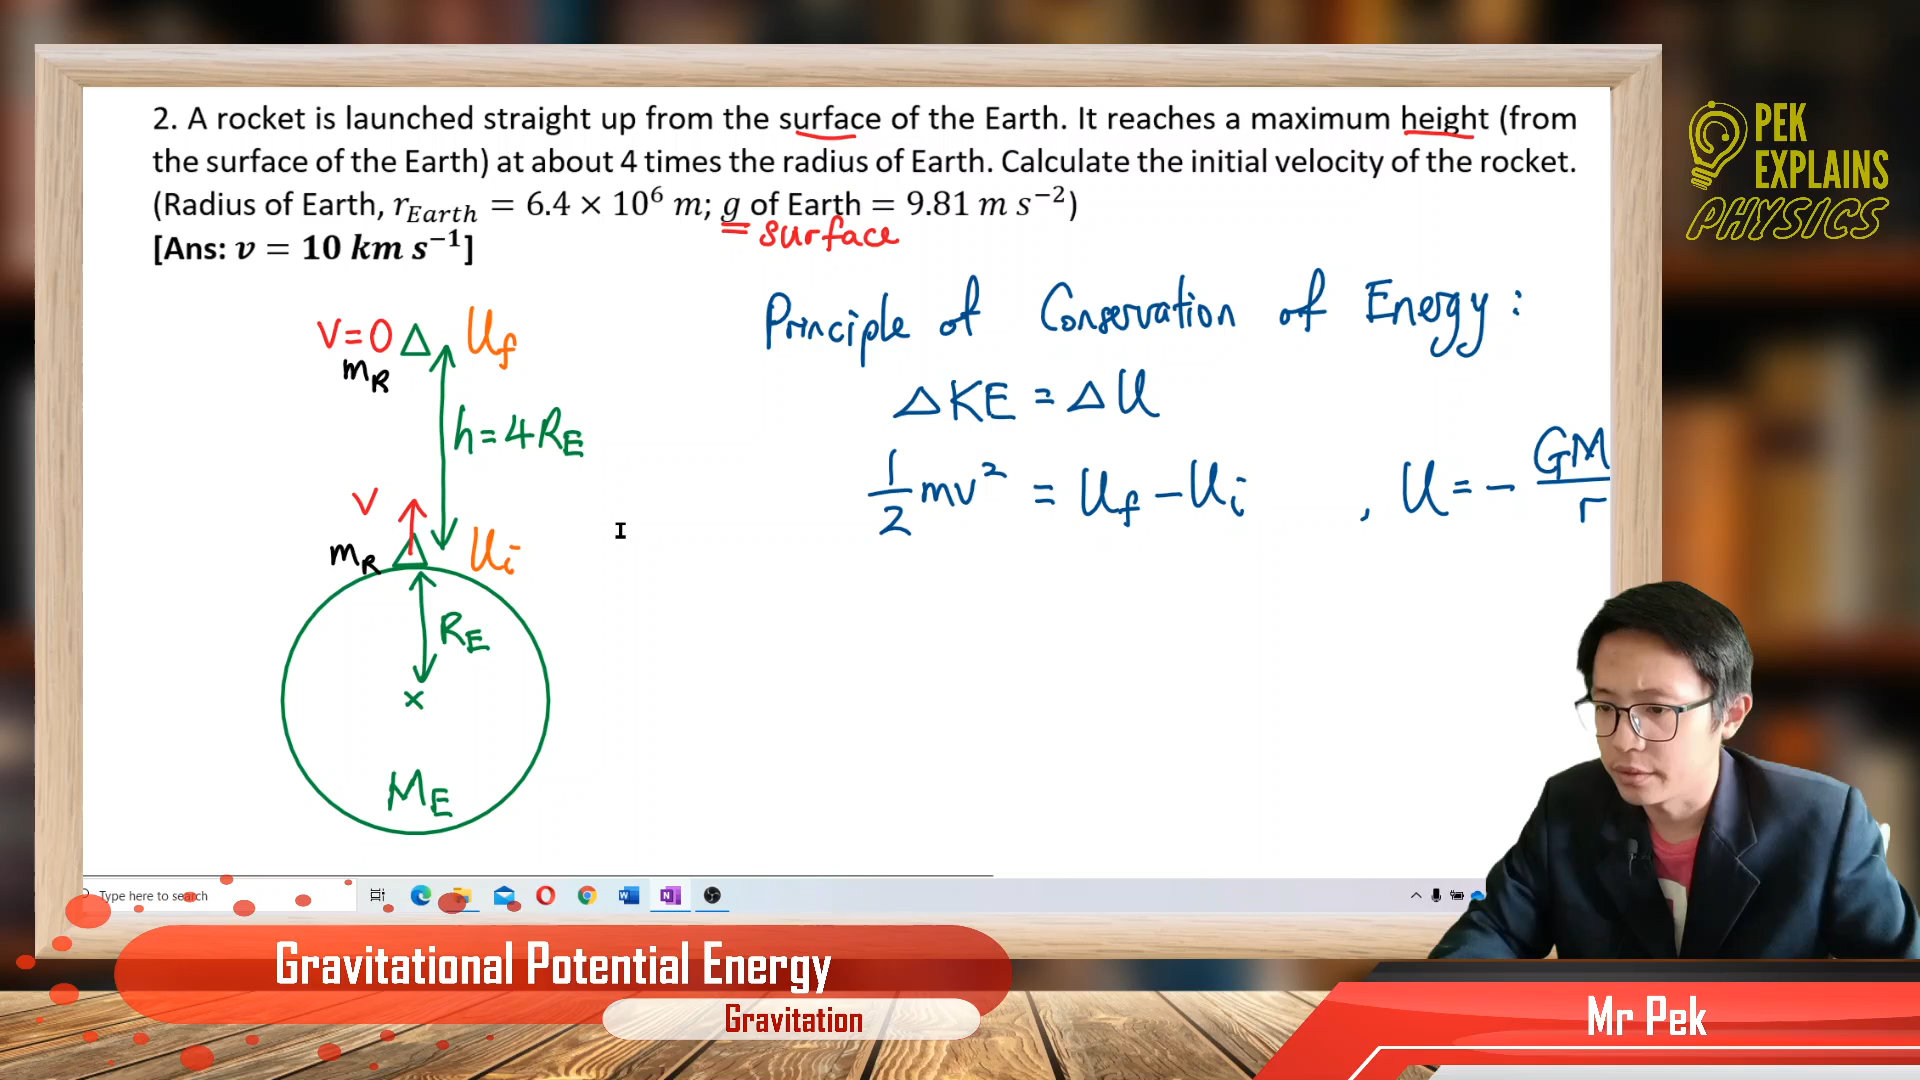 2. A rocket is launched straight up from the surface of the Earth. It reaches a maximum height (from
the surface of the Earth) at about 4 times the radius of Earth. Calculate the initial velocity of the rocket.
(Radius of Earth, r_Earth = 6.4 × 10⁶ m; g of Earth = 9.81 m s⁻²)
= surface
[Ans: v = 10 km s⁻¹]
PEK
EXPLAINS
PHYSICS
Principle of Conservation of Energy :
ΔKE = ΔU
1/2 mv² = U_f - U_i , U = - GM/r
V=0 Δ U_f
m_R
h=4R_E
V
m_R U_i
R_E
×
M_E
Type here to search
Gravitational Potential Energy
Gravitation
Mr Pek